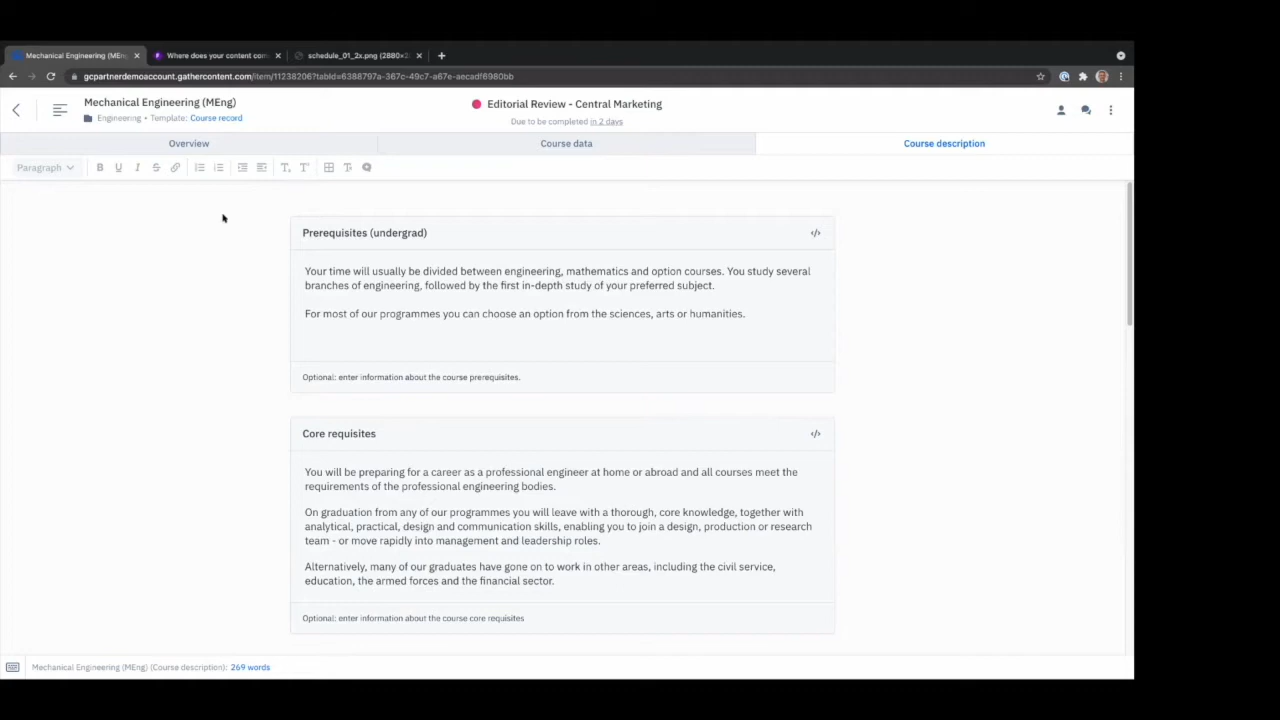 Mechanical Engineering (MEng
Where does your content com
schedule_01_2x.png (2880×2
gcpartnerdemoaccount.gathercontent.com/item/11238206?tabId=6388797a-367c-49c7-a67e-aecadf6980bb
Mechanical Engineering (MEng)
Engineering • Template: Course record
Editorial Review - Central Marketing
Due to be completed in 2 days
Overview
Course data
Course description
Paragraph
Prerequisites (undergrad)
Your time will usually be divided between engineering, mathematics and option courses. You study several
branches of engineering, followed by the first in-depth study of your preferred subject.
For most of our programmes you can choose an option from the sciences, arts or humanities.
Optional: enter information about the course prerequisites.
Core requisites
You will be preparing for a career as a professional engineer at home or abroad and all courses meet the
requirements of the professional engineering bodies.
On graduation from any of our programmes you will leave with a thorough, core knowledge, together with
analytical, practical, design and communication skills, enabling you to join a design, production or research
team - or move rapidly into management and leadership roles.
Alternatively, many of our graduates have gone on to work in other areas, including the civil service,
education, the armed forces and the financial sector.
Optional: enter information about the course core requisites
Mechanical Engineering (MEng) (Course description): 269 words